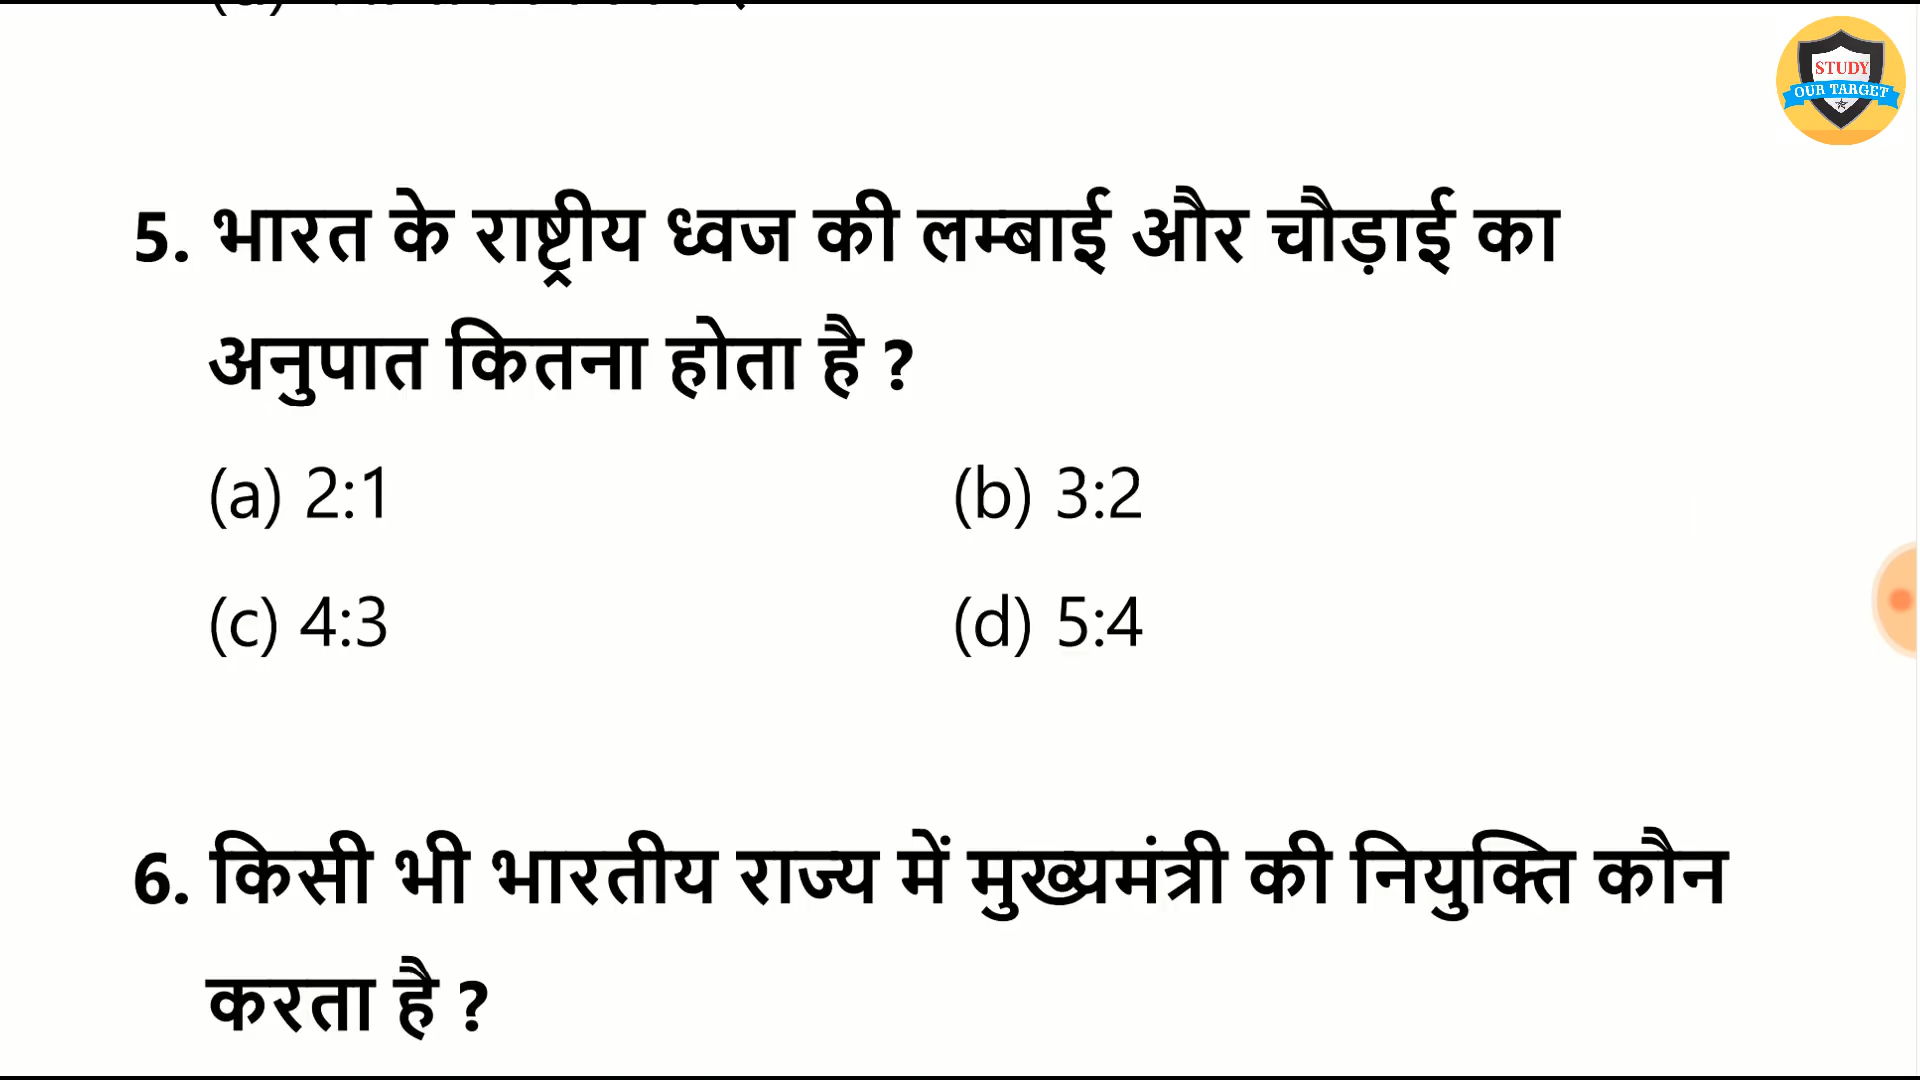 STUDY
OUR TARGET
5. भारत के राष्ट्रीय ध्वज की लम्बाई और चौड़ाई का
अनुपात कितना होता है ?
(a) 2:1 (b) 3:2
(c) 4:3 (d) 5:4
6. किसी भी भारतीय राज्य में मुख्यमंत्री की नियुक्ति कौन
करता है ?